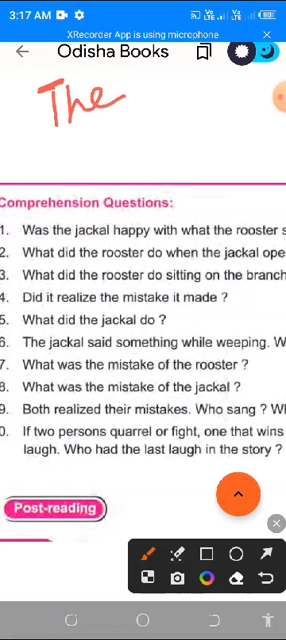 3:17 AM
XRecorder App is using microphone
Odisha Books
The
Comprehension Questions:
1. Was the jackal happy with what the rooster s
2. What did the rooster do when the jackal ope
3. What did the rooster do sitting on the branch
4. Did it realize the mistake it made ?
5. What did the jackal do ?
6. The jackal said something while weeping. W
7. What was the mistake of the rooster ?
8. What was the mistake of the jackal ?
9. Both realized their mistakes. Who sang ? Wh
0. If two persons quarrel or fight, one that wins
laugh. Who had the last laugh in the story ?
Post-reading